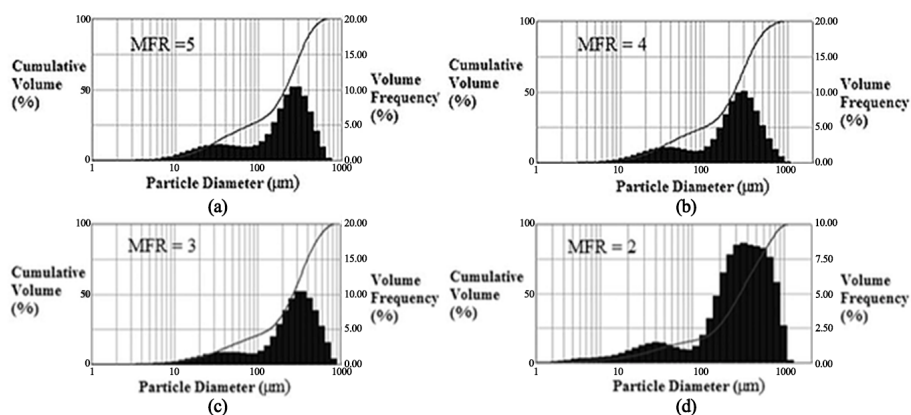 MFR = 5
Cumulative
Volume
(%)
100
50
0
20.00
15.00
10.00
5.00
0.00
Volume
Frequency
(%)
1 10 100 1000
Particle Diameter (μm)
(a)
MFR = 4
Cumulative
Volume
(%)
100
50
0
20.00
15.00
10.00
5.00
0.00
Volume
Frequency
(%)
1 10 100 1000
Particle Diameter (μm)
(b)
MFR = 3
Cumulative
Volume
(%)
100
50
0
20.00
15.00
10.00
5.00
0.00
Volume
Frequency
(%)
1 10 100 1000
Particle Diameter (μm)
(c)
MFR = 2
Cumulative
Volume
(%)
100
50
0
10.00
7.50
5.00
2.50
0.00
Volume
Frequency
(%)
1 10 100 1000
Particle Diameter (μm)
(d)